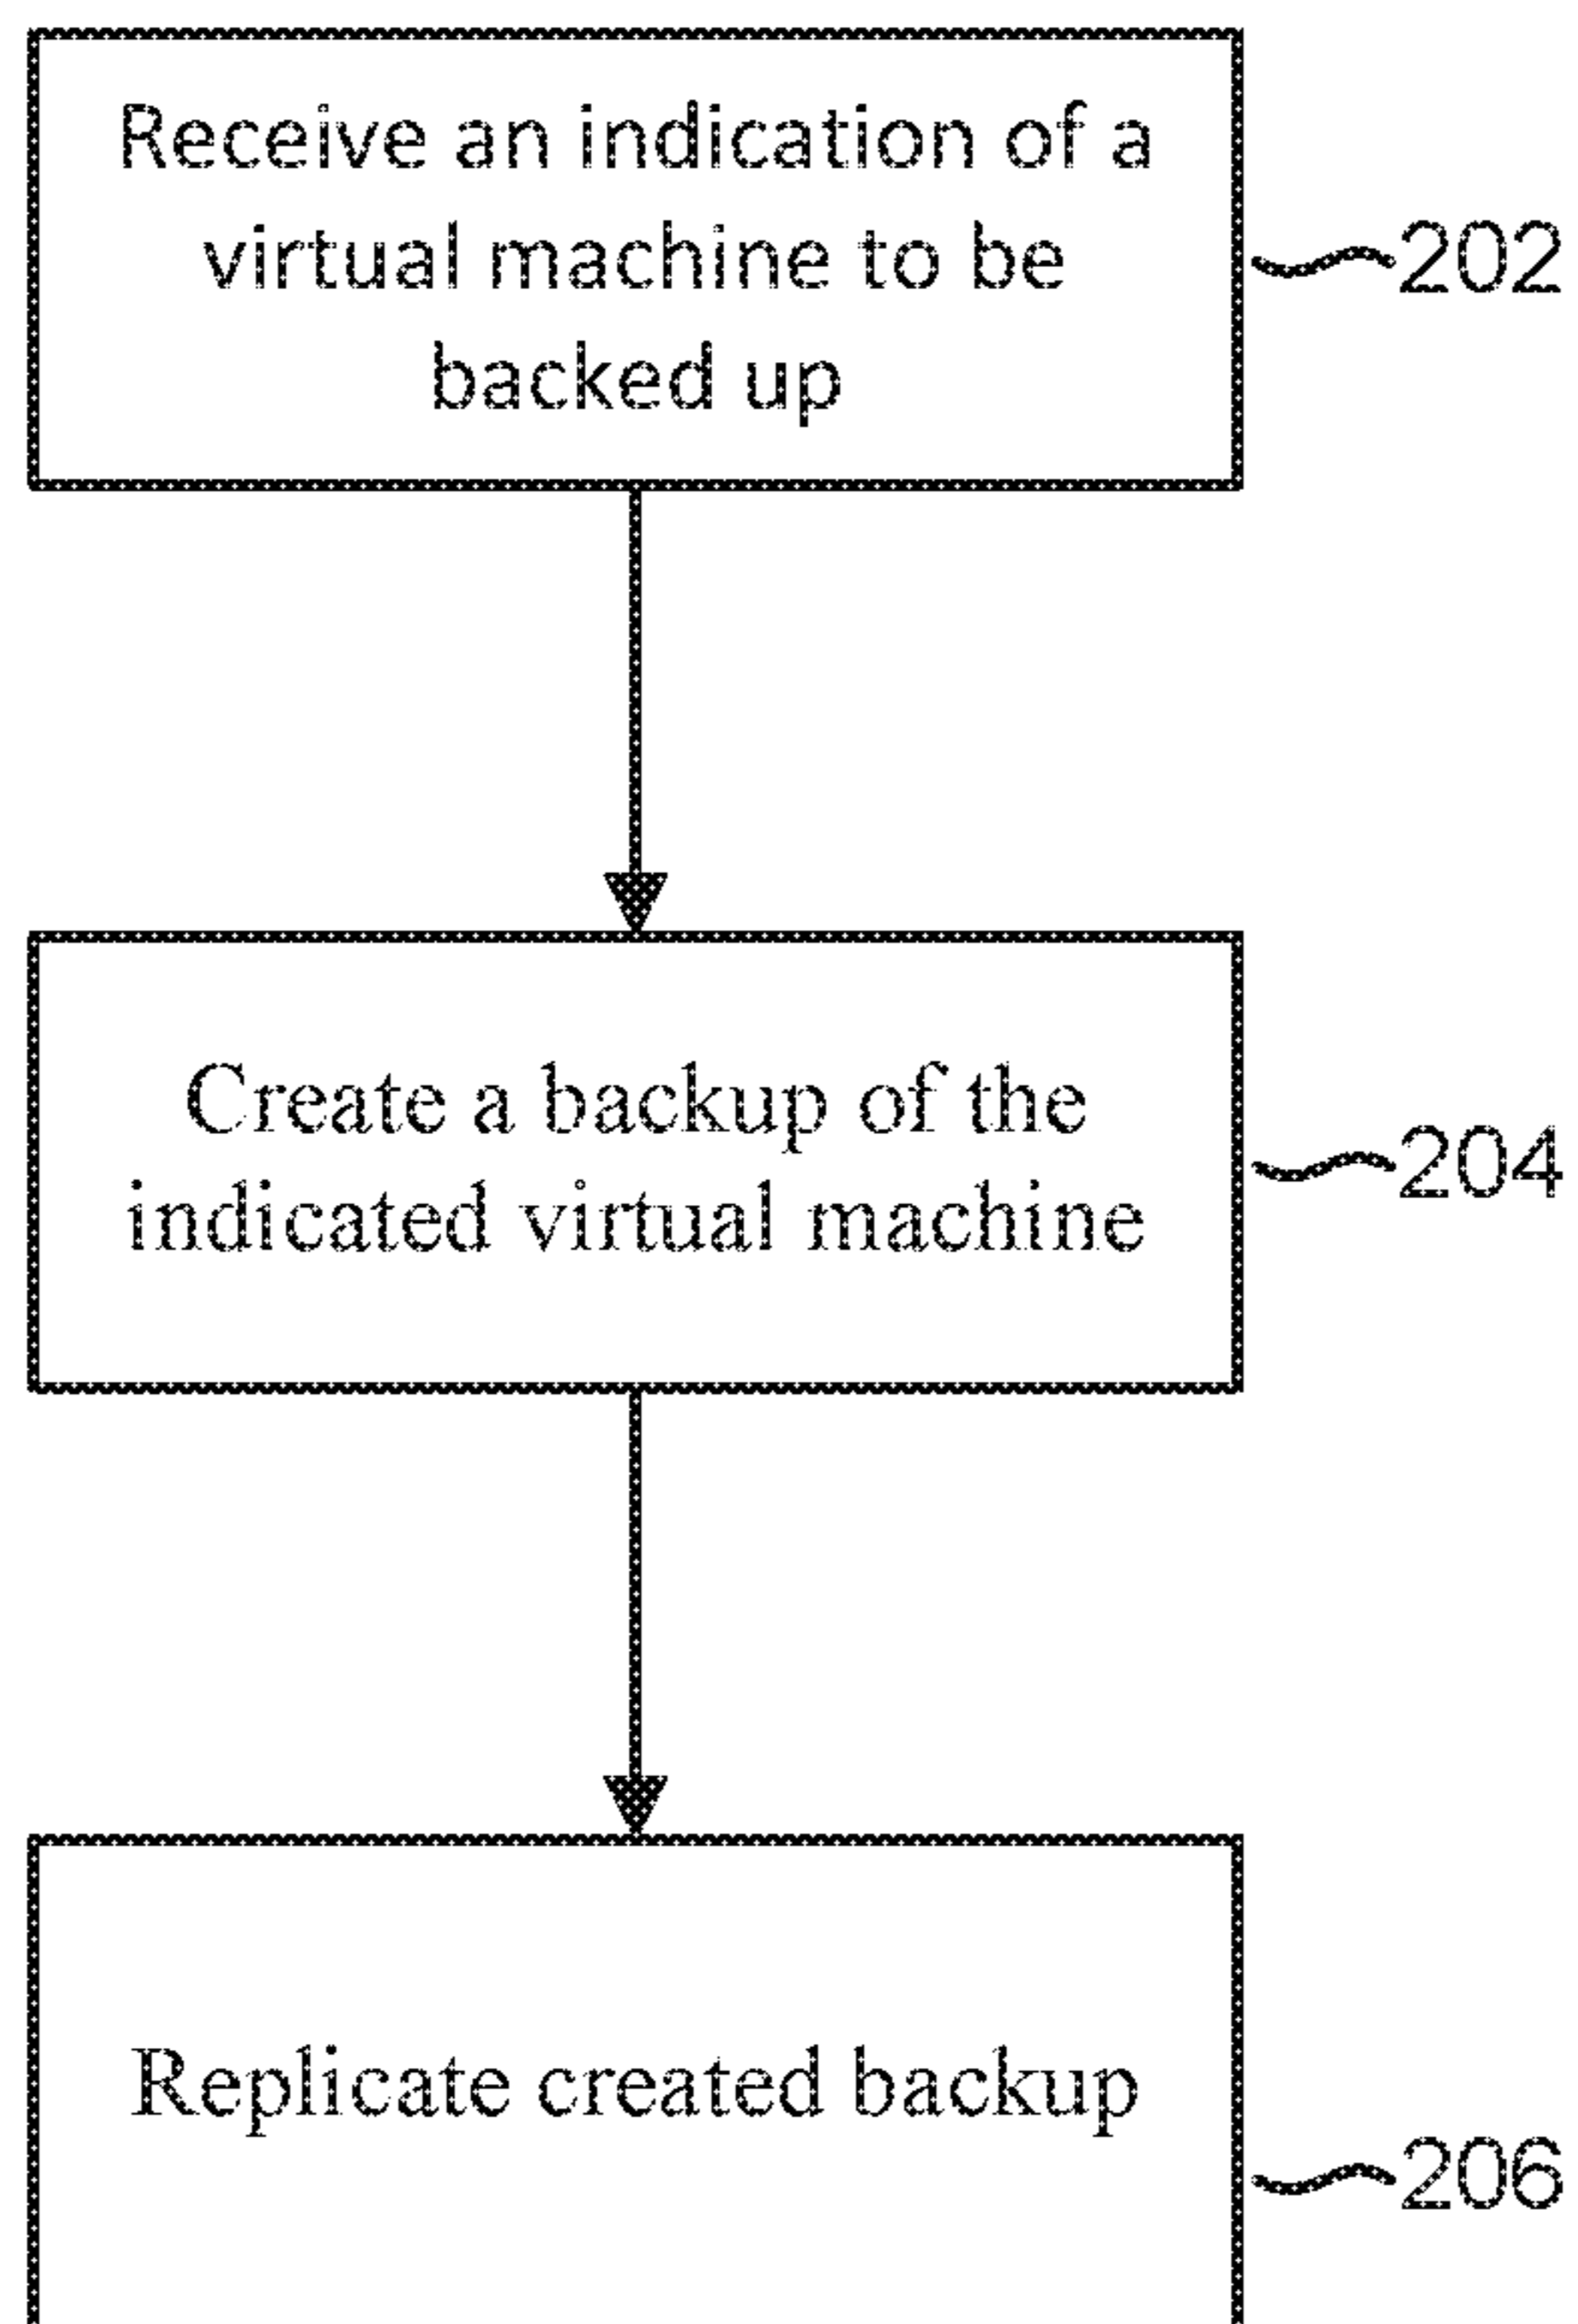 Receive an indication of a
virtual machine to be
backed up
202
Create a backup of the
indicated virtual machine
204
Replicate created backup
206